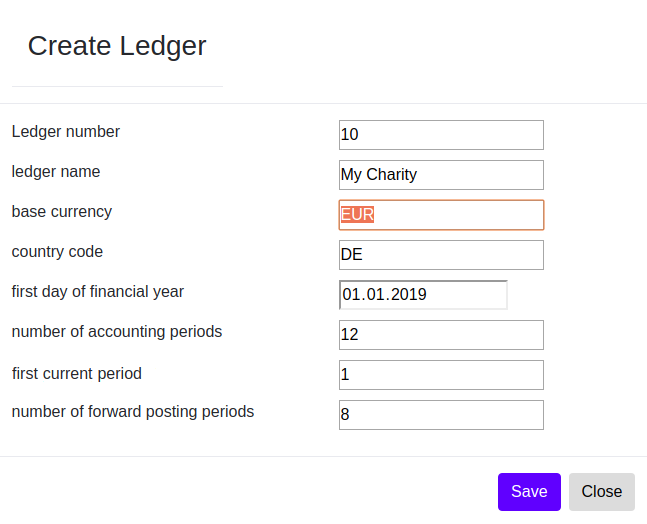 Create Ledger
Ledger number 10
ledger name My Charity
base currency EUR
country code DE
first day of financial year 01.01.2019
number of accounting periods 12
first current period 1
number of forward posting periods 8
Save Close